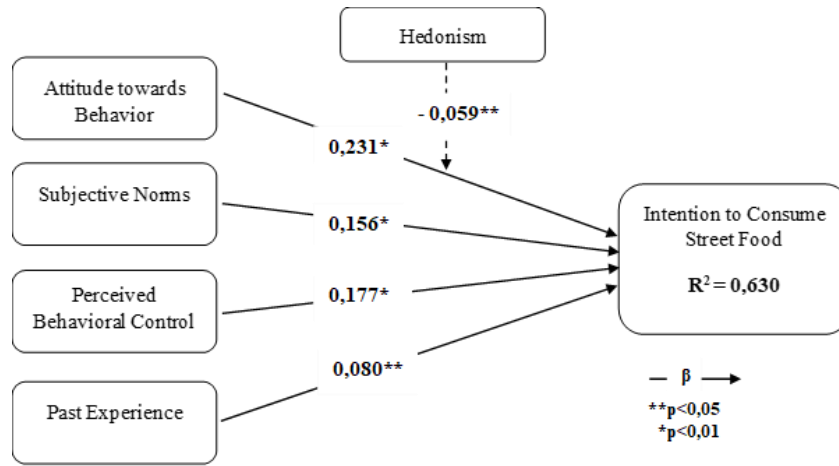 Hedonism
Attitude towards
Behavior
- 0,059**
0,231*
Subjective Norms
0,156*
Intention to Consume
Street Food
R² = 0,630
Perceived
Behavioral Control
0,177*
0,080**
Past Experience
β
**p<0,05
*p<0,01